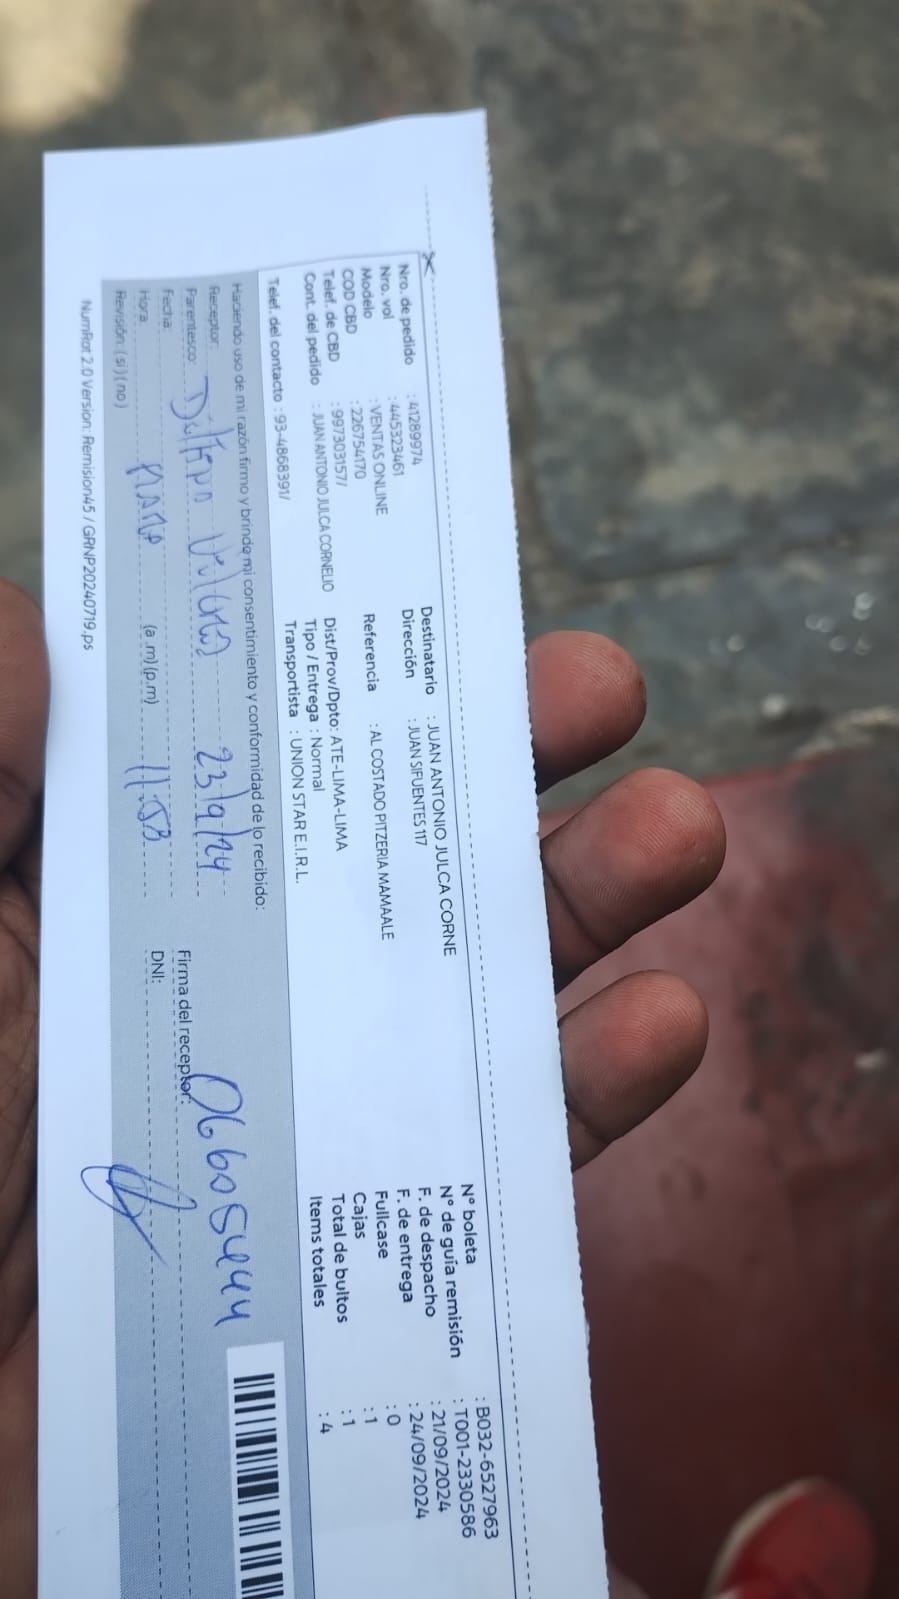 Nro. de pedido : 41289974
Nro. vol : 445323461
Modelo : VENTAS ONLINE
COD CBD : 226754170
Telef. de CBD : 997303157/
Cont. del pedido : JUAN ANTONIO JULCA CORNELIO
Telef. del contacto : 93-4868391/
Destinatario : JUAN ANTONIO JULCA CORNE
Dirección : JUAN SIFUENTES 117
Referencia : AL COSTADO PITZERIA MAMAALE
Dist/Prov/Dpto: ATE-LIMA-LIMA
Tipo / Entrega : Normal
Transportista : UNION STAR E.I.R.L.
N° boleta : B032-6527963
N° de guía remisión : T001-2330586
F. de despacho : 21/09/2024
F. de entrega : 24/09/2024
Fullcase : 0
Cajas : 1
Total de bultos : 1
Items totales : 4
Haciendo uso de mi razón firmo y brindo mi consentimiento y conformidad de lo recibido:
Receptor:
Parentesco: 23/9/24
Fecha:
Hora: (a.m)(p.m) 11:53
Revisión: (si)(no)
Firma del receptor: 06605444
DNI:
NumRot 2.0 Version: Remision45 / GRNP20240719.ps